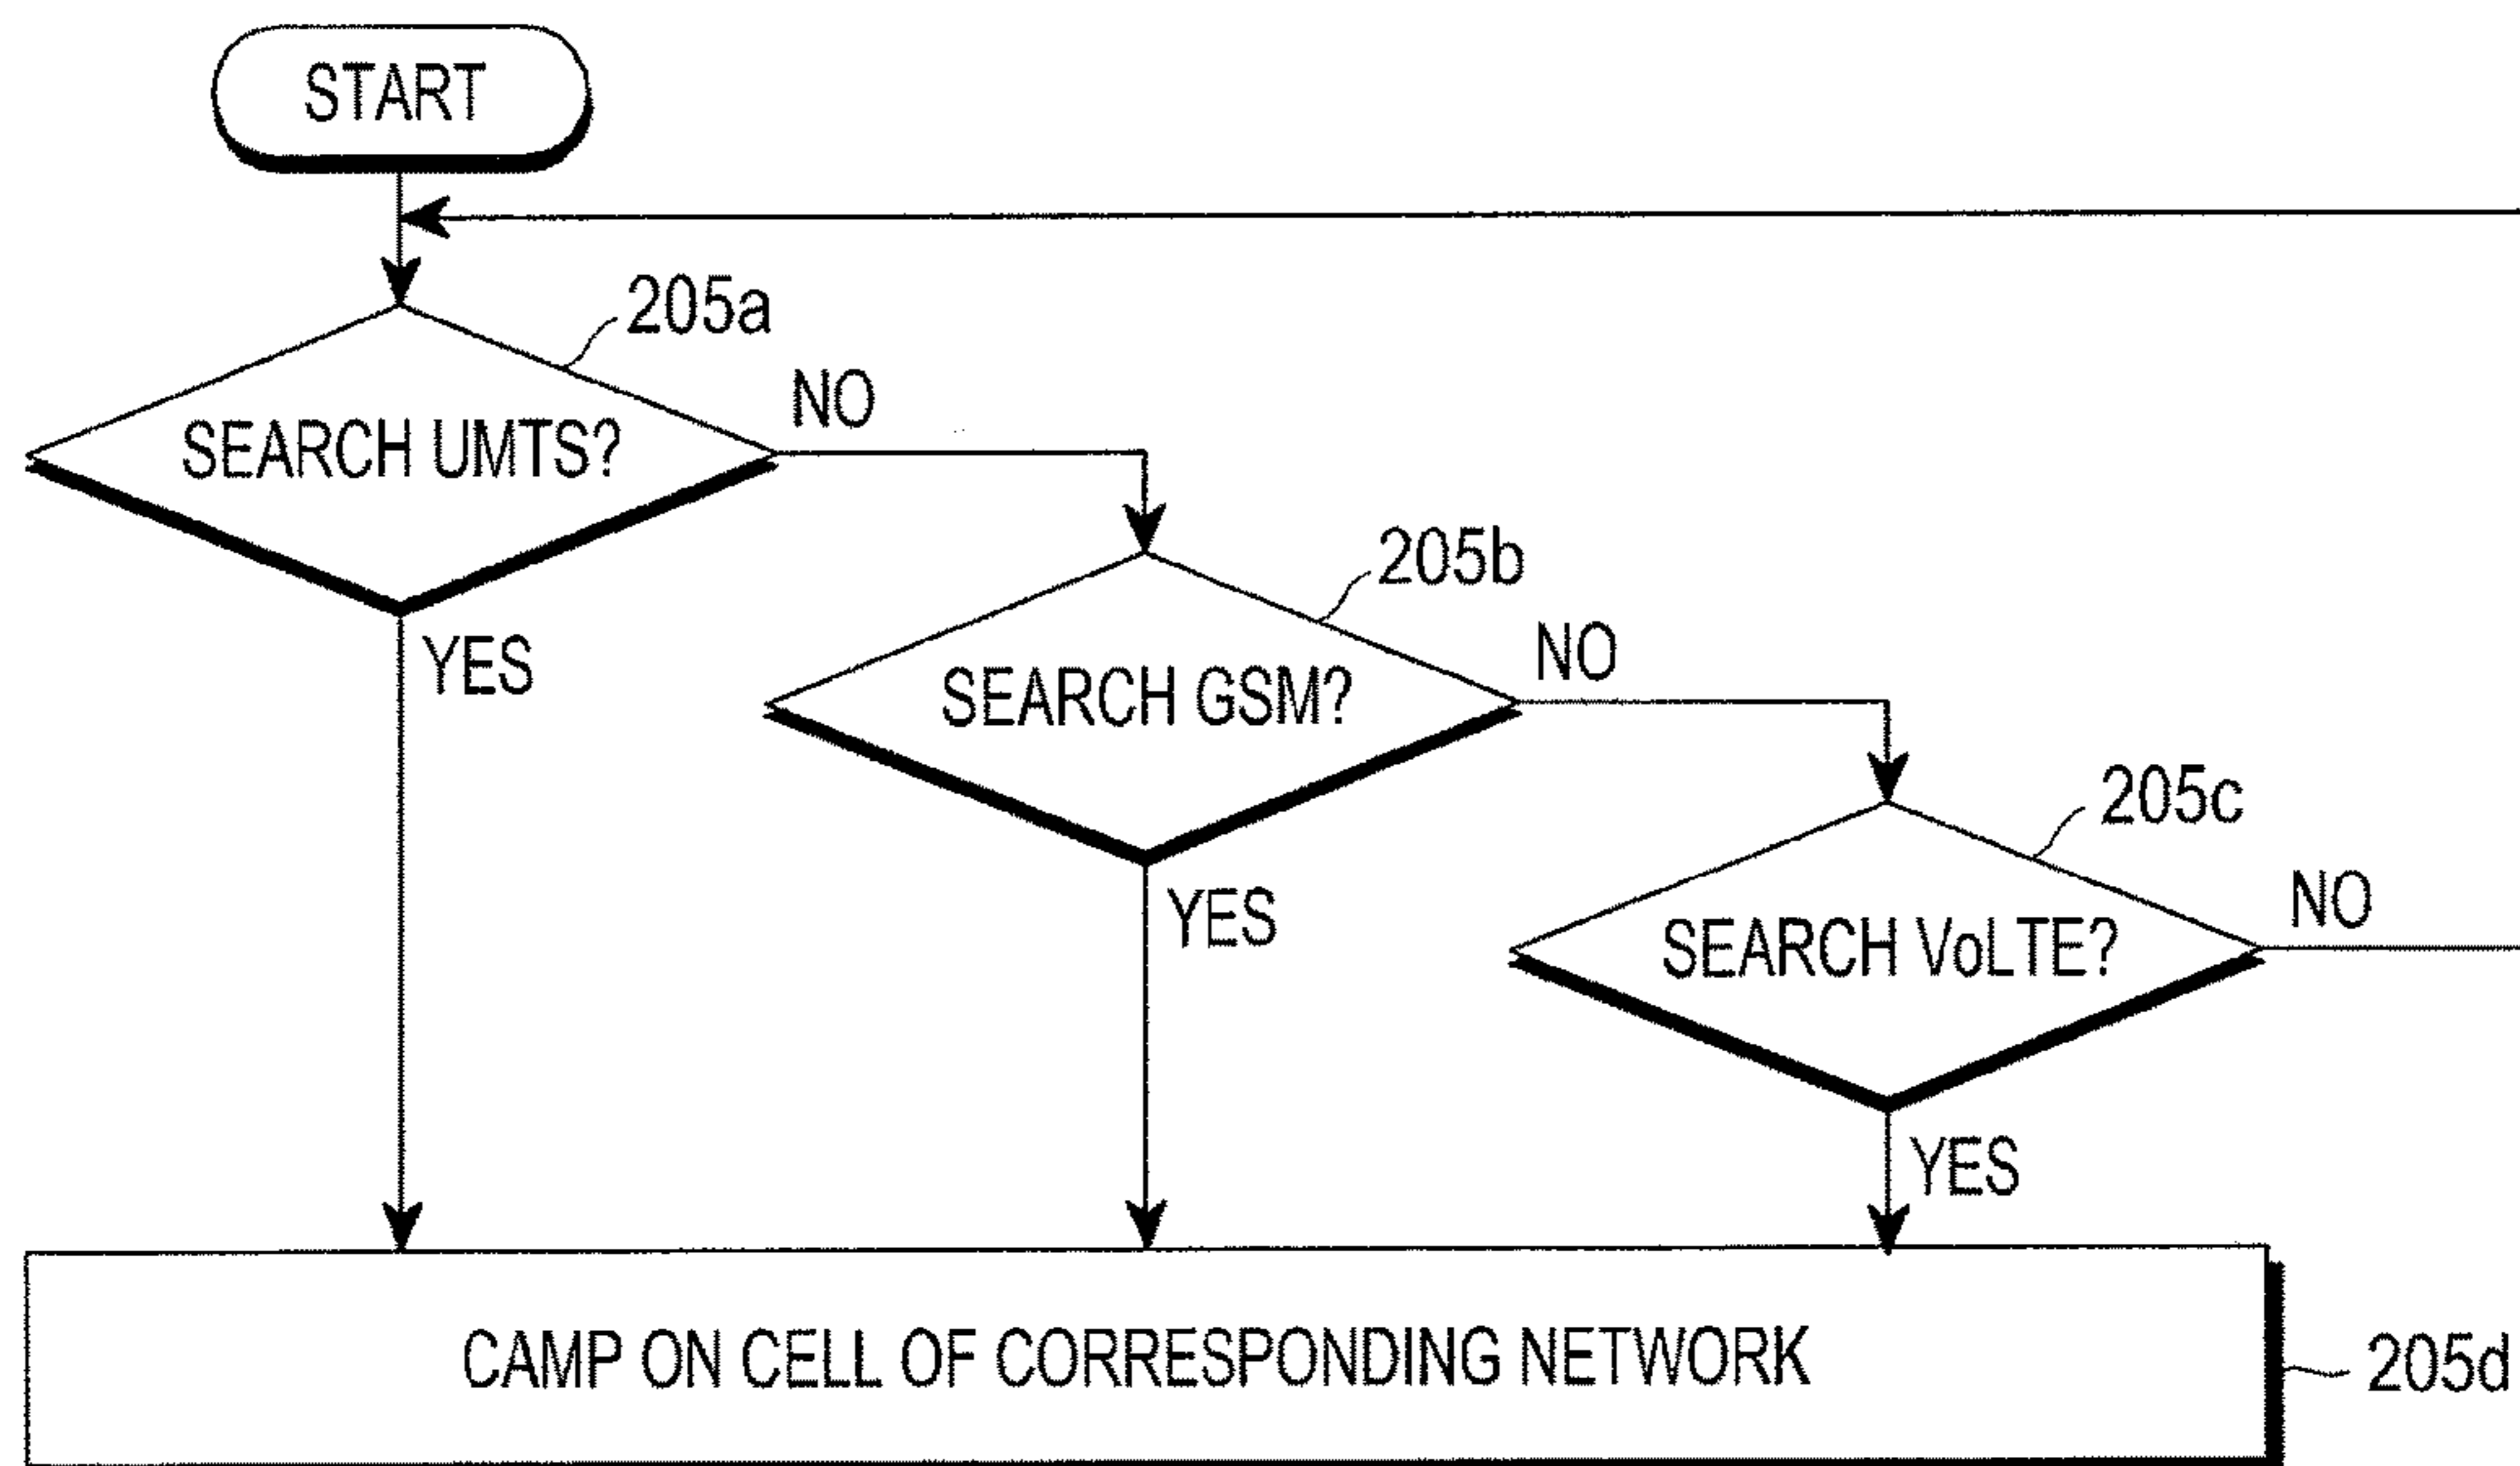 START
205a
NO
SEARCH UMTS?
YES
205b
NO
SEARCH GSM?
YES
205c
NO
SEARCH VoLTE?
YES
CAMP ON CELL OF CORRESPONDING NETWORK
205d